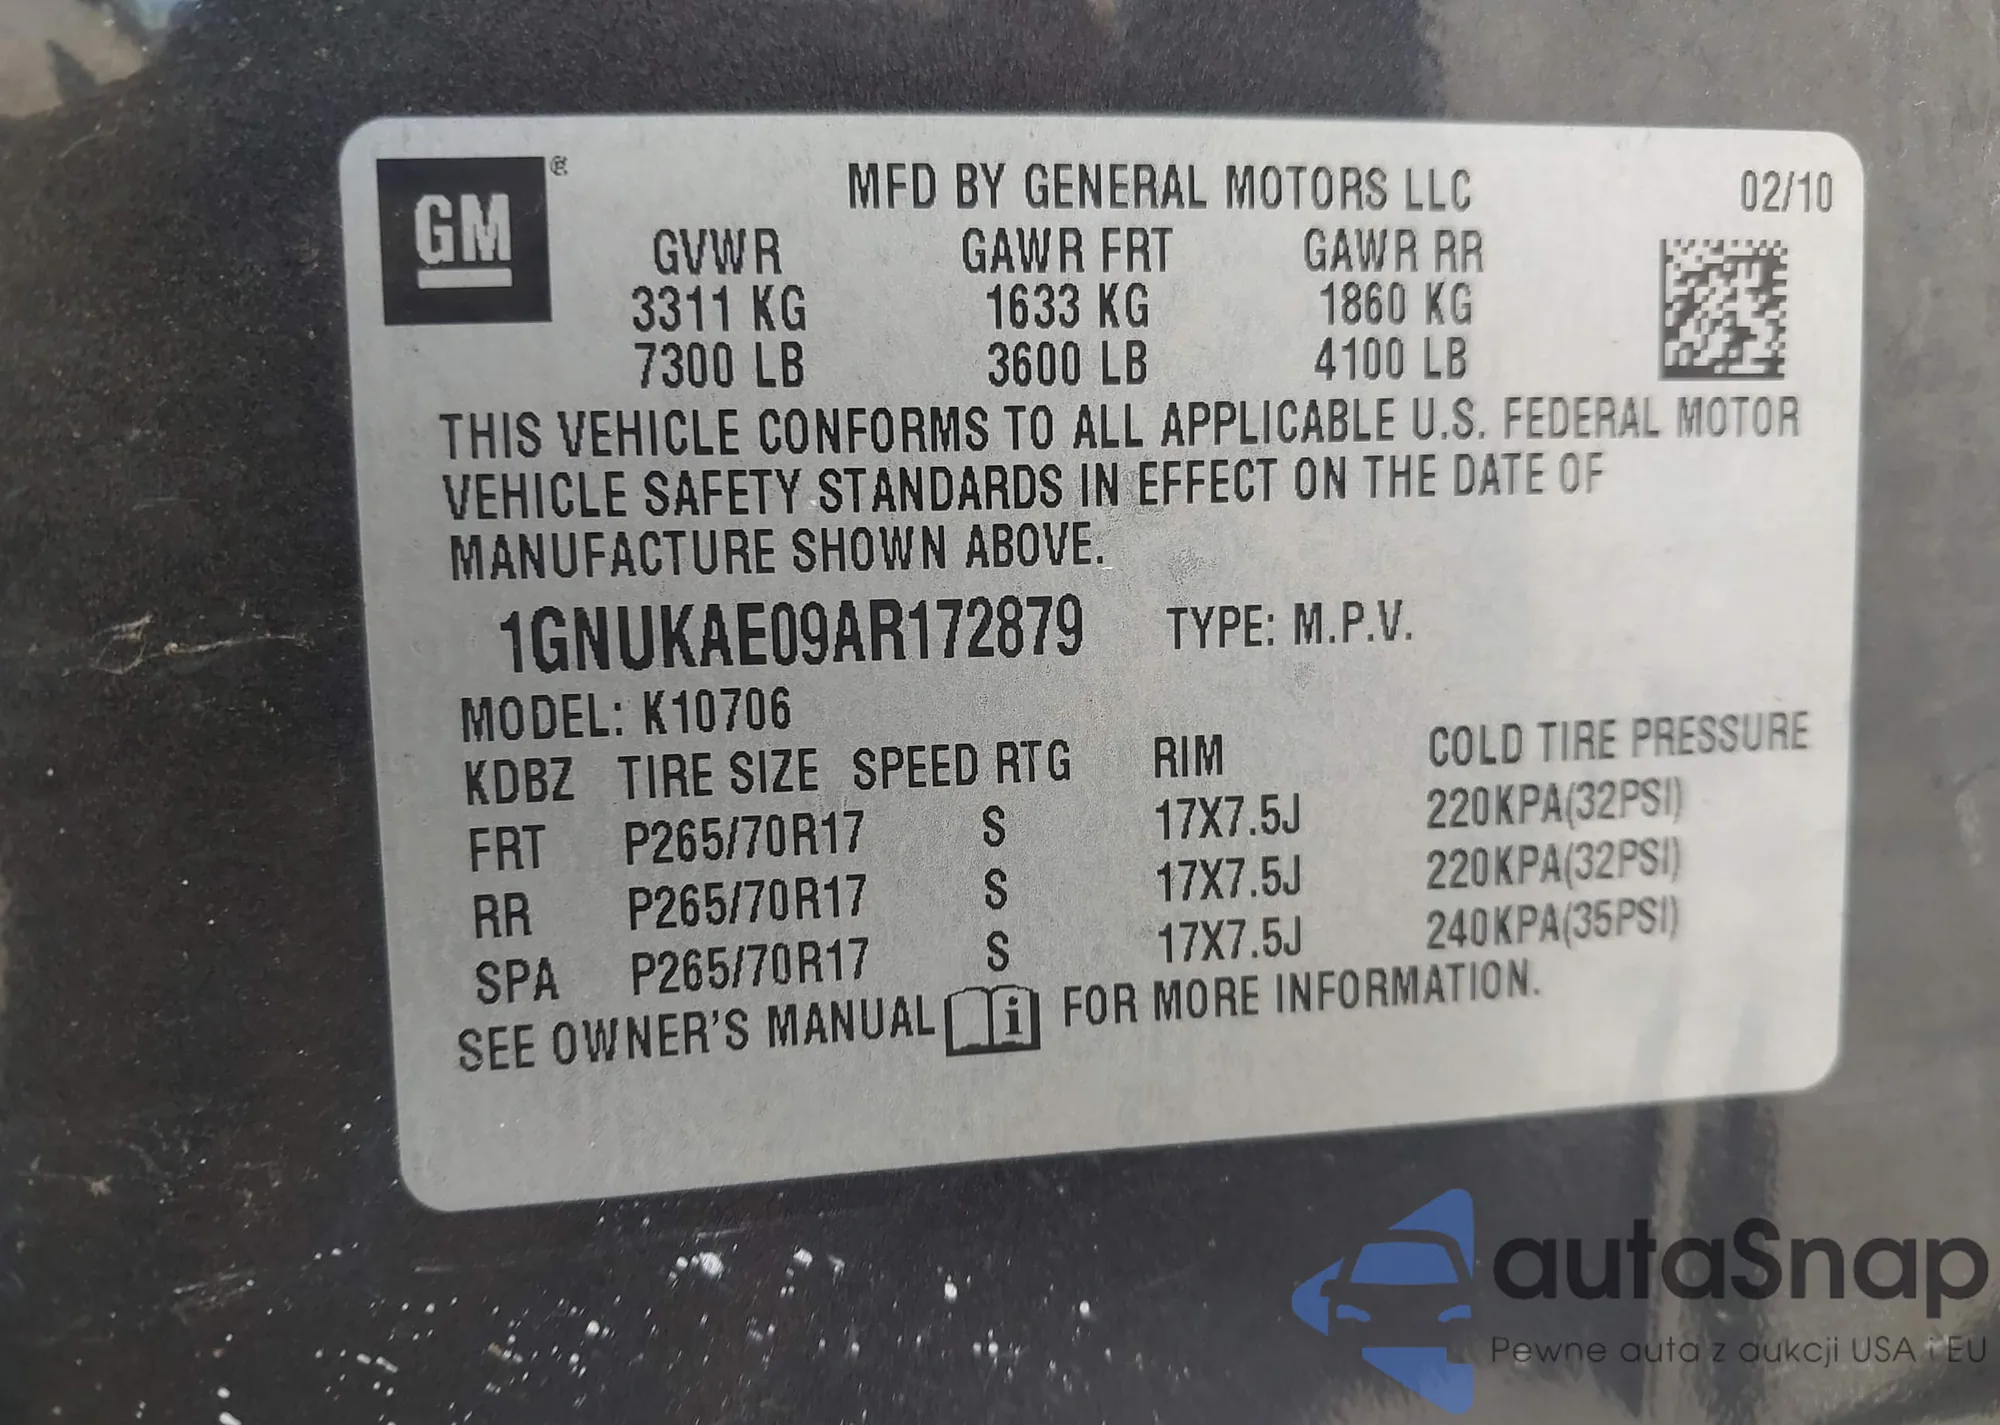 GM ®
MFD BY GENERAL MOTORS LLC 02/10
GVWR GAWR FRT GAWR RR
3311 KG 1633 KG 1860 KG
7300 LB 3600 LB 4100 LB
THIS VEHICLE CONFORMS TO ALL APPLICABLE U.S. FEDERAL MOTOR
VEHICLE SAFETY STANDARDS IN EFFECT ON THE DATE OF
MANUFACTURE SHOWN ABOVE.
1GNUKAE09AR172879 TYPE: M.P.V.
MODEL: K10706
KDBZ TIRE SIZE SPEED RTG RIM COLD TIRE PRESSURE
FRT P265/70R17 S 17X7.5J 220KPA(32PSI)
RR P265/70R17 S 17X7.5J 220KPA(32PSI)
SPA P265/70R17 S 17X7.5J 240KPA(35PSI)
SEE OWNER'S MANUAL i FOR MORE INFORMATION.
autaSnap
Pewne auta z aukcji USA i EU